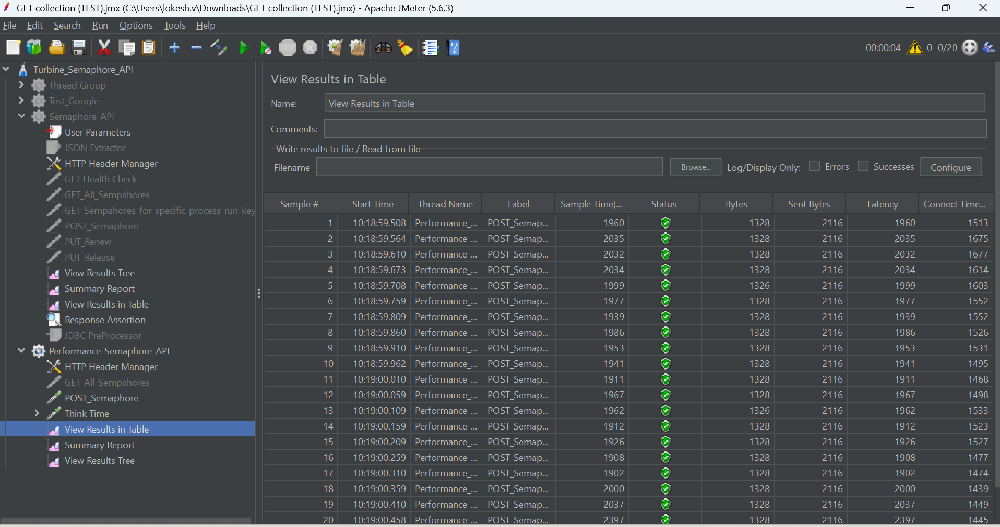 GET collection (TEST).jmx (C:\Users\lokesh.v\Downloads\GET collection (TEST).jmx) - Apache JMeter (5.6.3)
File Edit Search Run Options Tools Help
STOP 00:00:04 0 0/20
Turbine_Semaphore_API
Thread Group
Test_Google
Semaphore_API
User Parameters
JSON Extractor
HTTP Header Manager
GET Health Check
GET_All_Sempahores
GET_Sempahores_for_specific_process_run_key
POST_Semaphore
PUT_Renew
PUT_Release
View Results Tree
Summary Report
View Results in Table
Response Assertion
JDBC PreProcessor
Performance_Semaphore_API
HTTP Header Manager
GET_All_Sempahores
POST_Semaphore
Think Time
View Results in Table
Summary Report
View Results Tree
View Results in Table
Name: View Results in Table
Comments:
Write results to file / Read from file
Filename Browse... Log/Display Only: Errors Successes Configure
Sample # Start Time Thread Name Label Sample Time(... Status Bytes Sent Bytes Latency Connect Time...
1 10:18:59.508 Performance_... POST_Semap... 1960 1328 2116 1960 1513
2 10:18:59.564 Performance_... POST_Semap... 2035 1328 2116 2035 1675
3 10:18:59.610 Performance_... POST_Semap... 2032 1328 2116 2032 1677
4 10:18:59.673 Performance_... POST_Semap... 2034 1328 2116 2034 1614
5 10:18:59.708 Performance_... POST_Semap... 1999 1326 2116 1999 1603
6 10:18:59.759 Performance_... POST_Semap... 1977 1328 2116 1977 1552
7 10:18:59.809 Performance_... POST_Semap... 1939 1328 2116 1939 1552
8 10:18:59.860 Performance_... POST_Semap... 1986 1328 2116 1986 1526
9 10:18:59.910 Performance_... POST_Semap... 1953 1328 2116 1953 1531
10 10:18:59.962 Performance_... POST_Semap... 1941 1328 2116 1941 1495
11 10:19:00.010 Performance_... POST_Semap... 1911 1328 2116 1911 1468
12 10:19:00.059 Performance_... POST_Semap... 1967 1328 2116 1967 1498
13 10:19:00.109 Performance_... POST_Semap... 1962 1326 2116 1962 1533
14 10:19:00.159 Performance_... POST_Semap... 1912 1328 2116 1912 1523
15 10:19:00.209 Performance_... POST_Semap... 1926 1328 2116 1926 1527
16 10:19:00.259 Performance_... POST_Semap... 1908 1328 2116 1908 1477
17 10:19:00.310 Performance_... POST_Semap... 1902 1328 2116 1902 1474
18 10:19:00.359 Performance_... POST_Semap... 2000 1328 2116 2000 1439
19 10:19:00.410 Performance_... POST_Semap... 2037 1328 2116 2037 1449
20 10:19:00.458 Performance_... POST_Semap... 2397 1328 2116 2397 1445